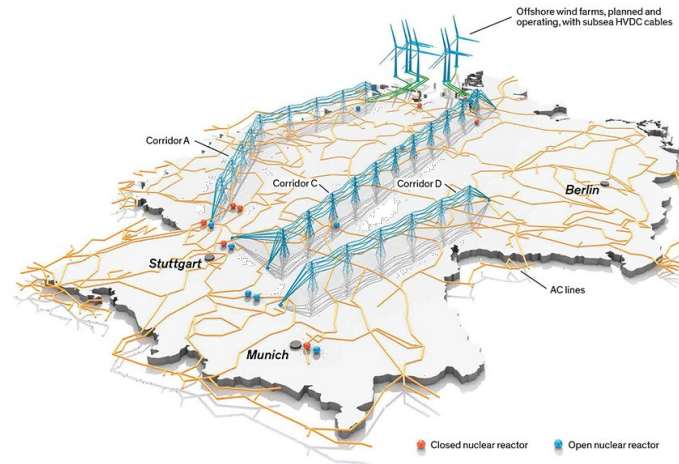 Offshore wind farms, planned and
operating, with subsea HVDC cables
Corridor A
Corridor C
Corridor D
Berlin
Stuttgart
AC lines
Munich
Closed nuclear reactor
Open nuclear reactor